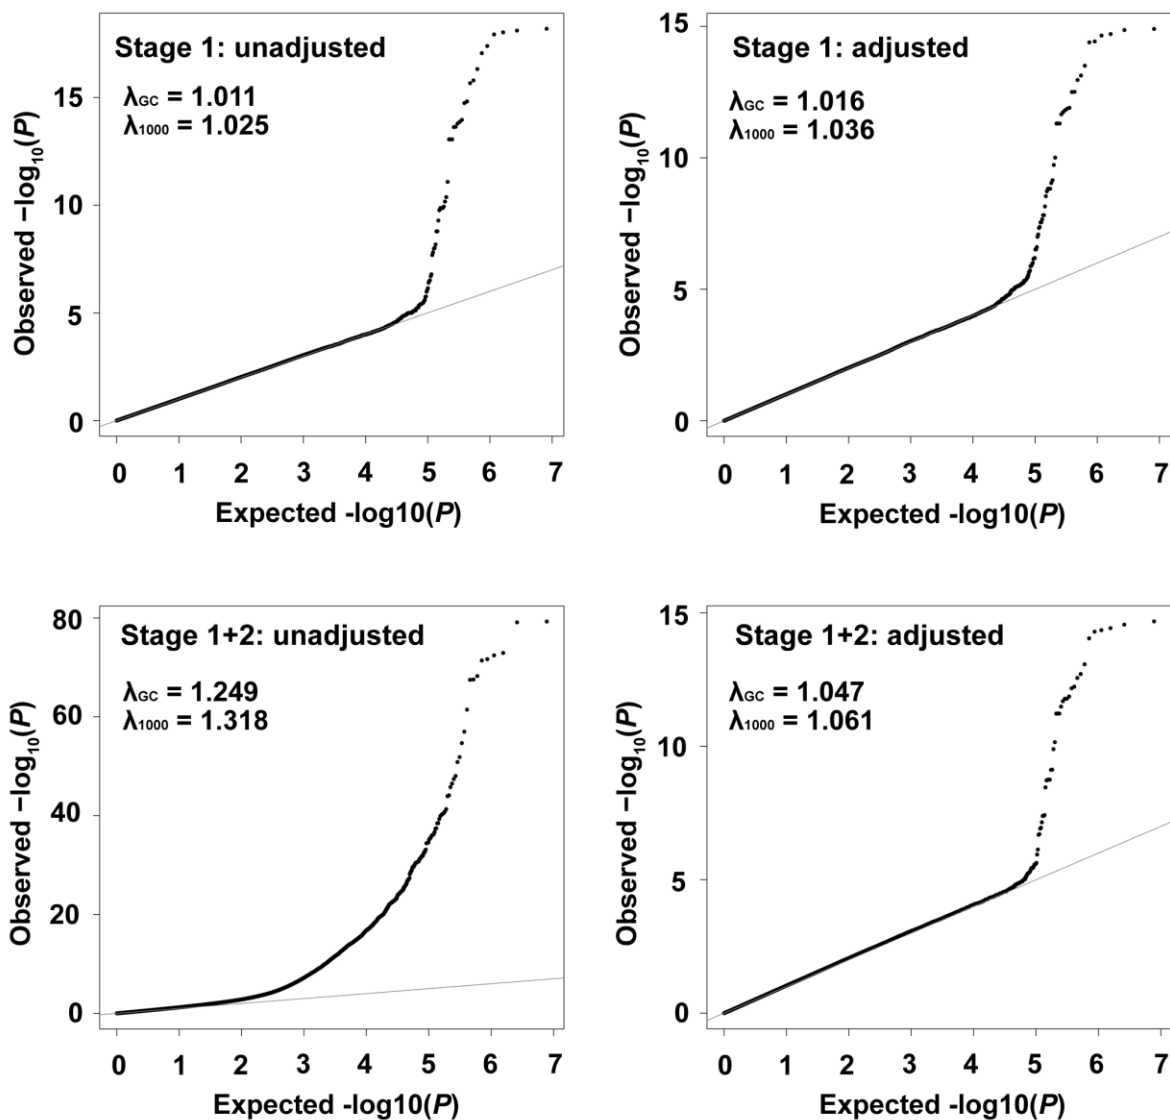 Stage 1: unadjusted
λGC = 1.011
λ1000 = 1.025
15
10
5
0
Observed −log10(P)
0 1 2 3 4 5 6 7
Expected -log10(P)
Stage 1: adjusted
λGC = 1.016
λ1000 = 1.036
15
10
5
0
Observed −log10(P)
0 1 2 3 4 5 6 7
Expected -log10(P)
Stage 1+2: unadjusted
λGC = 1.249
λ1000 = 1.318
80
60
40
20
0
Observed −log10(P)
0 1 2 3 4 5 6 7
Expected -log10(P)
Stage 1+2: adjusted
λGC = 1.047
λ1000 = 1.061
15
10
5
0
Observed −log10(P)
0 1 2 3 4 5 6 7
Expected -log10(P)